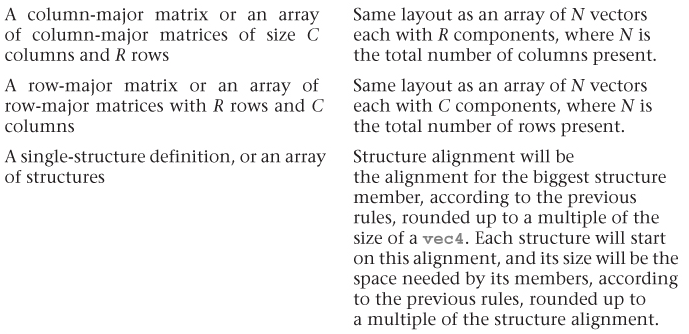 A column-major matrix or an array
of column-major matrices of size C
columns and R rows
Same layout as an array of N vectors
each with R components, where N is
the total number of columns present.
A row-major matrix or an array of
row-major matrices with R rows and C
columns
Same layout as an array of N vectors
each with C components, where N is
the total number of rows present.
A single-structure definition, or an array
of structures
Structure alignment will be
the alignment for the biggest structure
member, according to the previous
rules, rounded up to a multiple of the
size of a vec4. Each structure will start
on this alignment, and its size will be the
space needed by its members, according
to the previous rules, rounded up to
a multiple of the structure alignment.